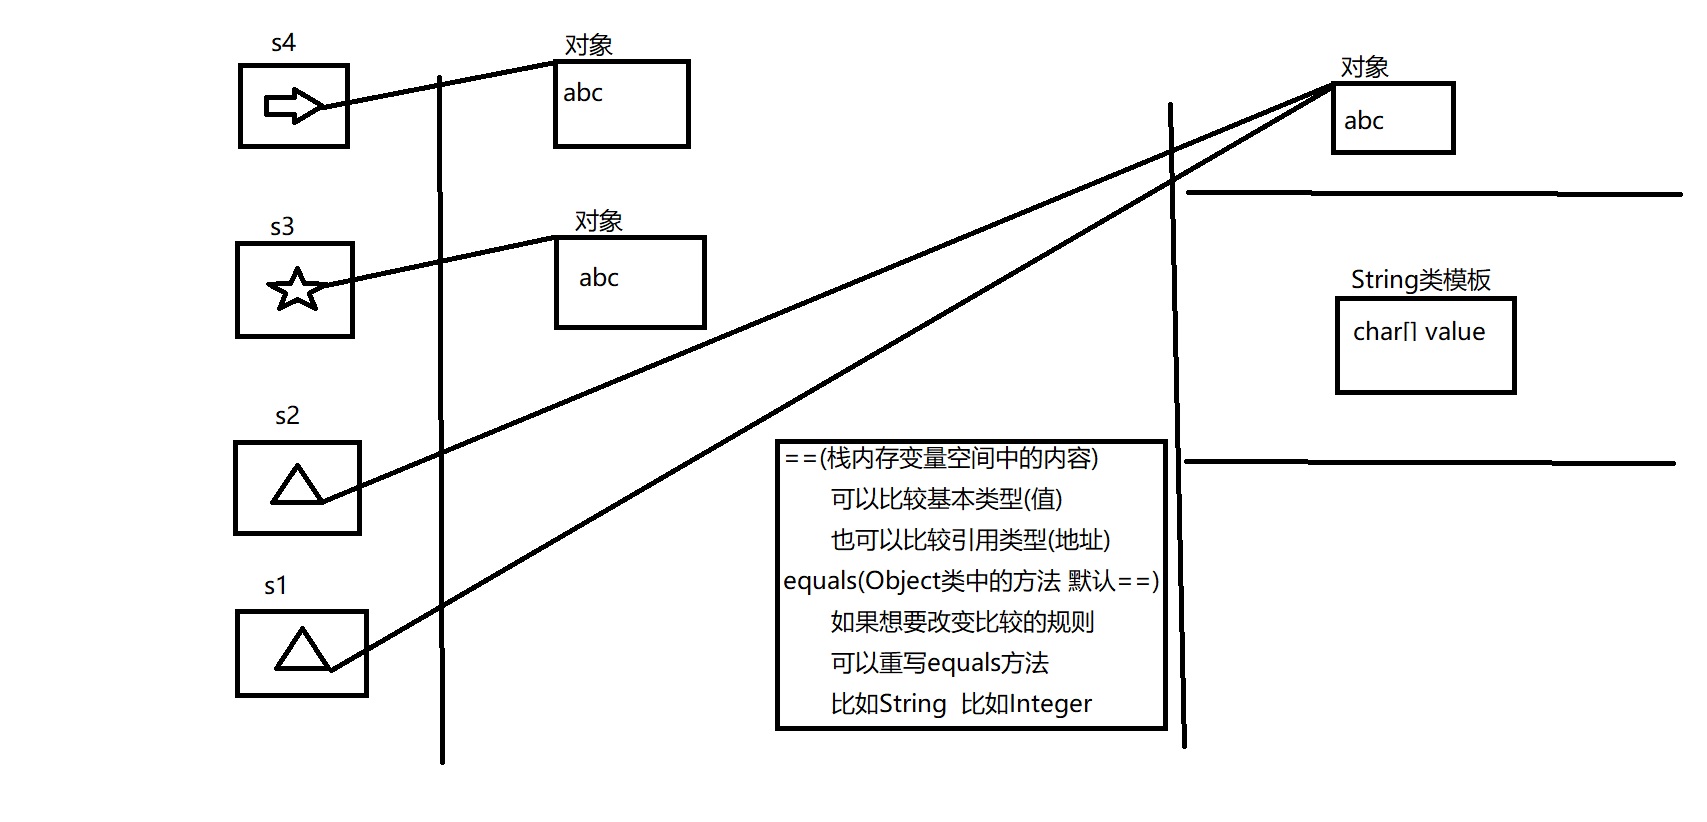 s4
对象
abc
s3
对象
abc
s2
s1
对象
abc
String类模板
char[] value
==(栈内存变量空间中的内容)
可以比较基本类型(值)
也可以比较引用类型(地址)
equals(Object类中的方法 默认==)
如果想要改变比较的规则
可以重写equals方法
比如String 比如Integer